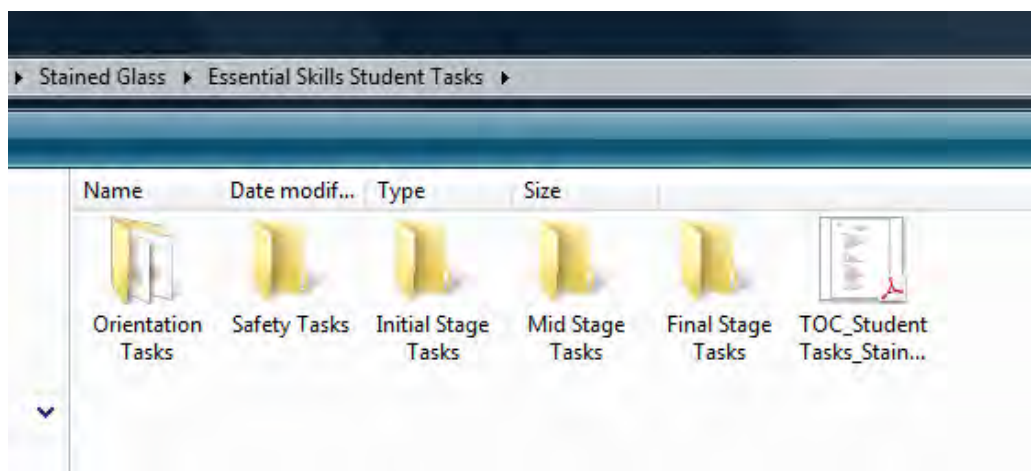 Stained Glass ▸ Essential Skills Student Tasks ▸
Name Date modif... Type Size
Orientation Tasks
Safety Tasks
Initial Stage Tasks
Mid Stage Tasks
Final Stage Tasks
TOC_Student Tasks_Stain...